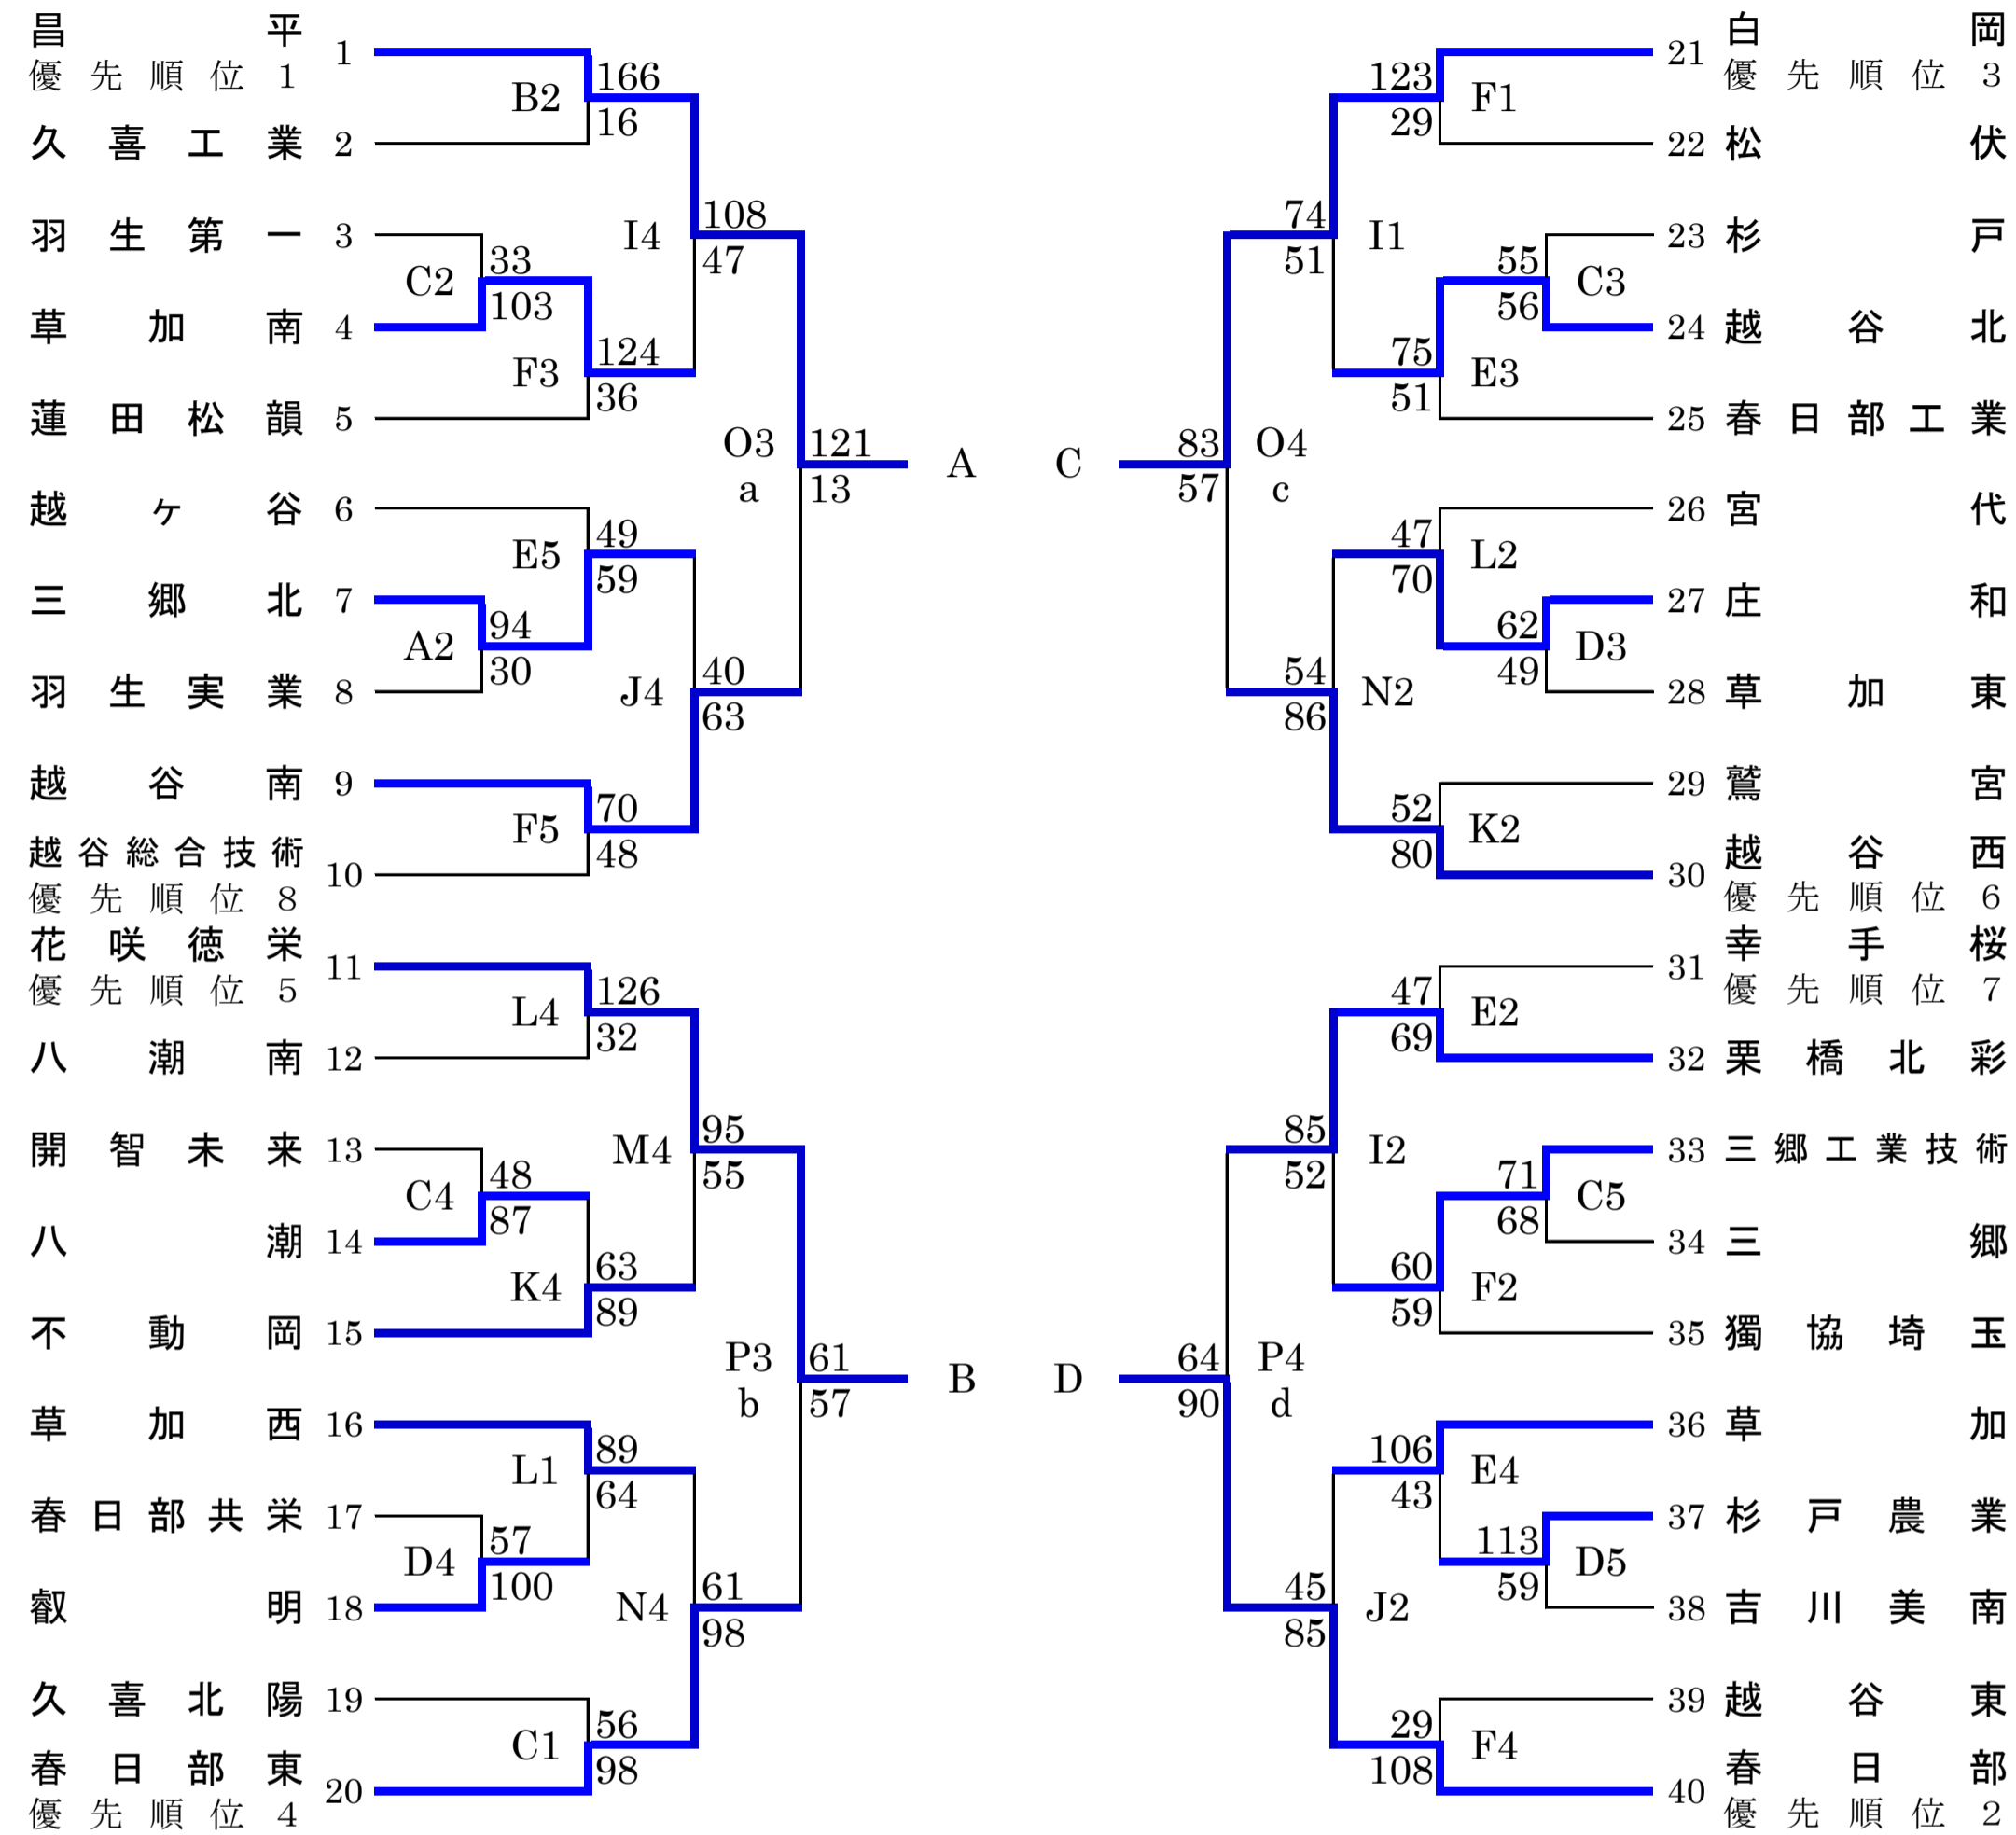 昌平 1
優先順位 1
166
B2
16
久喜工業 2
羽生第一 3
108
I4
47
33
C2
103
草加南 4
124
F3
36
蓮田松韻 5
O3 121 A
a 13
越ヶ谷 6
49
E5
59
三郷北 7
94
A2
30
羽生実業 8
40
J4
63
越谷南 9
70
F5
48
越谷総合技術 10
優先順位 8
花咲徳栄 11
優先順位 5
126
L4
32
八潮南 12
開智未来 13
95
M4
55
48
C4
87
八潮 14
63
K4
89
不動岡 15
P3 61 B
b 57
草加西 16
89
L1
64
春日部共栄 17
57
D4
100
叡明 18
61
N4
98
久喜北陽 19
56
C1
98
春日部東 20
優先順位 4
21 白岡
優先順位 3
123
F1
29
22 松伏
74
I1
51
23 杉戸
55
C3
56
24 越谷北
75
E3
51
25 春日部工業
C 83 O4
57 c
26 宮代
47
L2
70
27 庄和
62
D3
49
28 草加東
54
N2
86
29 鷲宮
52
K2
80
30 越谷西
優先順位 6
31 幸手桜
優先順位 7
47
E2
69
32 栗橋北彩
85
I2
52
33 三郷工業技術
71
C5
68
34 三郷
60
F2
59
35 獨協埼玉
D 64 P4
90 d
36 草加
106
E4
43
37 杉戸農業
113
D5
59
38 吉川美南
45
J2
85
39 越谷東
29
F4
108
40 春日部
優先順位 2